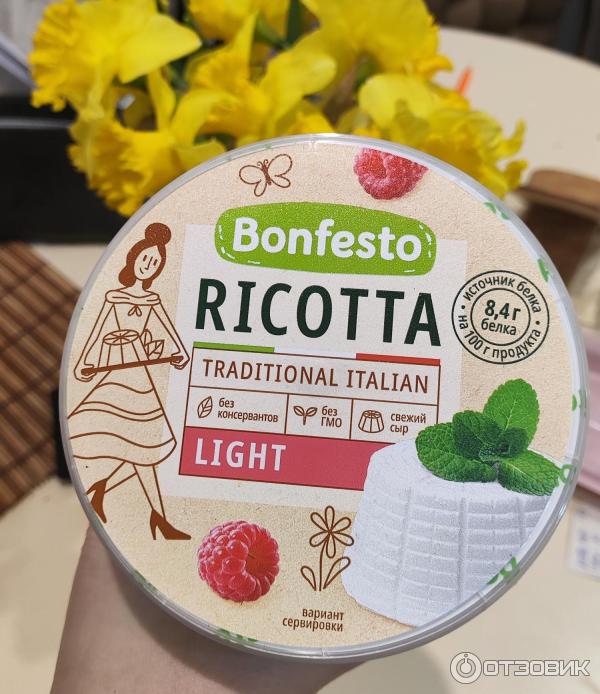 Bonfesto
RICOTTA
TRADITIONAL ITALIAN
без консервантов
без ГМО
свежий сыр
LIGHT
Источник белка
8,4 г
белка
на 100 г продукта
вариант
сервировки
ОТЗОВИК